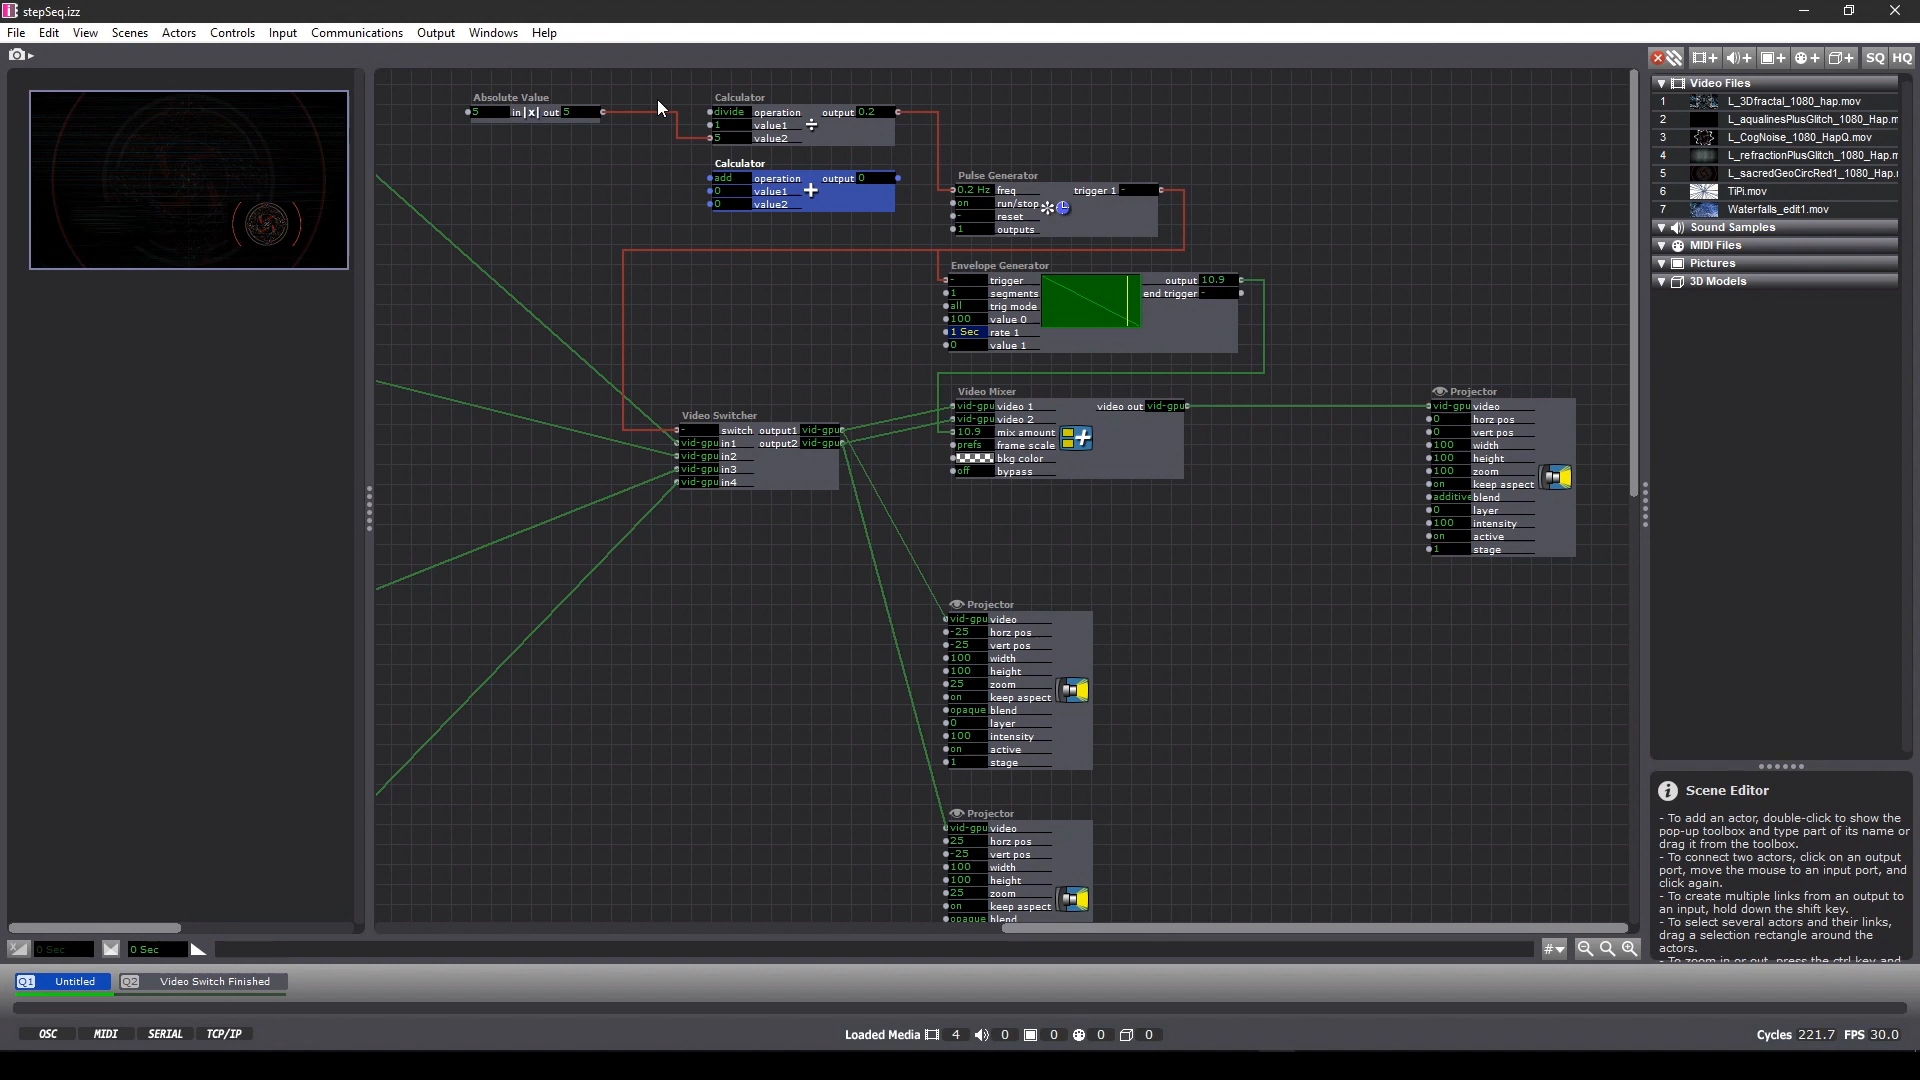 stepSeq.izz
File Edit View Scenes Actors Controls Input Communications Output Windows Help
SQ HQ
Video Files
1 L_3Dfractal_1080_hap.mov
2 L_aqualinesPlusGlitch_1080_Hap.m
3 L_CogNoise_1080_HapQ.mov
4 L_refractionPlusGlitch_1080_Hap.m
5 L_sacredGeoCircRed1_1080_Hap.
6 TiPi.mov
7 Waterfalls_edit1.mov
Sound Samples
MIDI Files
Pictures
3D Models
Absolute Value
5 in |x| out 5
Calculator
divide operation output 0.2
1 value1
5 value2
Calculator
add operation output 0
0 value1
0 value2
Pulse Generator
0.2 Hz freq trigger 1 -
on run/stop
- reset
1 outputs
Envelope Generator
trigger output 10.9
1 segments end trigger -
all trig mode
100 value 0
1 Sec rate 1
0 value 1
Video Switcher
- switch output1 vid-gpu
vid-gpu in1 output2 vid-gpu
vid-gpu in2
vid-gpu in3
vid-gpu in4
Video Mixer
vid-gpu video 1 video out vid-gpu
vid-gpu video 2
10.9 mix amount
prefs frame scale
bkg color
off bypass
Projector
vid-gpu video
0 horz pos
0 vert pos
100 width
100 height
100 zoom
on keep aspect
additive blend
0 layer
100 intensity
on active
1 stage
Projector
vid-gpu video
-25 horz pos
-25 vert pos
100 width
100 height
25 zoom
on keep aspect
opaque blend
0 layer
100 intensity
on active
1 stage
Projector
vid-gpu video
25 horz pos
-25 vert pos
100 width
100 height
25 zoom
on keep aspect
opaque blend
Scene Editor
- To add an actor, double-click to show the
pop-up toolbox and type part of its name or
drag it from the toolbox.
- To connect two actors, click on an output
port, move the mouse to an input port, and
click again.
- To create multiple links from an output to
an input, hold down the shift key.
- To select several actors and their links,
drag a selection rectangle around the
actors.
- To zoom in or out, press the ctrl key and
0 Sec 0 Sec #
Q1 Untitled Q2 Video Switch Finished
OSC MIDI SERIAL TCP/IP
Loaded Media 4 0 0 0 0
Cycles 221.7 FPS 30.0